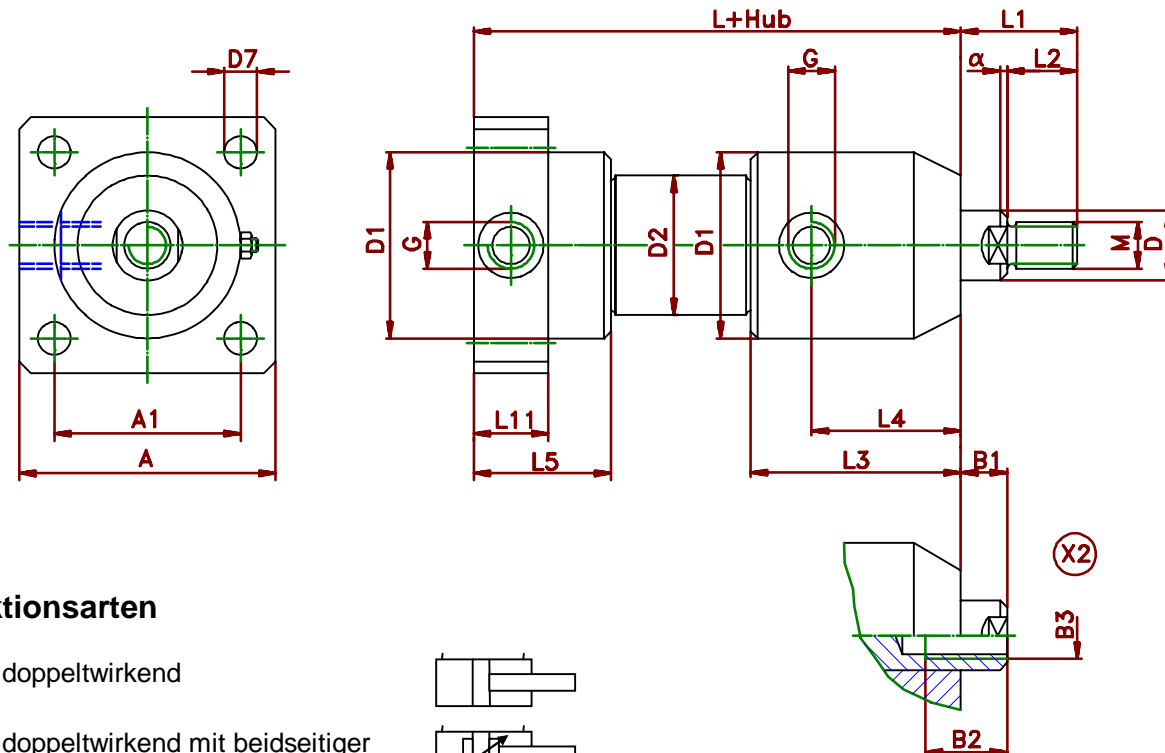 L+Hub
L1
D7
G
α
L2
D1
G
D2
D1
M
D
A1
A
L11
L5
L4
L3
B1
X2
B3
B2
ktionsarten
doppeltwirkend
doppeltwirkend mit beidseitiger